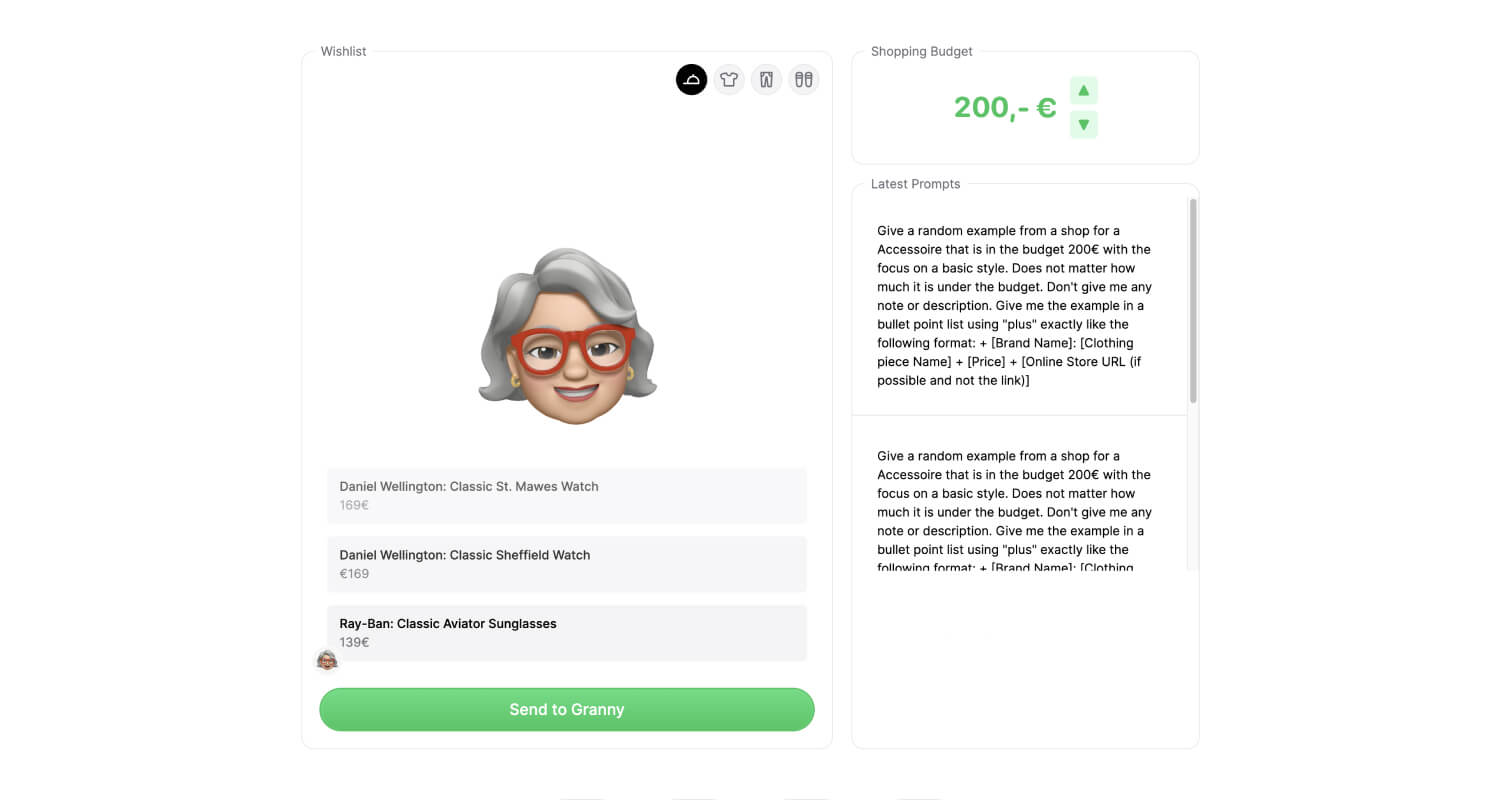 Wishlist
Daniel Wellington: Classic St. Mawes Watch
169€
Daniel Wellington: Classic Sheffield Watch
€169
Ray-Ban: Classic Aviator Sunglasses
139€
Send to Granny
Shopping Budget
200,- €
Latest Prompts
Give a random example from a shop for a
Accessoire that is in the budget 200€ with the
focus on a basic style. Does not matter how
much it is under the budget. Don't give me any
note or description. Give me the example in a
bullet point list using "plus" exactly like the
following format: + [Brand Name]: [Clothing
piece Name] + [Price] + [Online Store URL (if
possible and not the link)]
Give a random example from a shop for a
Accessoire that is in the budget 200€ with the
focus on a basic style. Does not matter how
much it is under the budget. Don't give me any
note or description. Give me the example in a
bullet point list using "plus" exactly like the
following format: + [Brand Name]: [Clothing